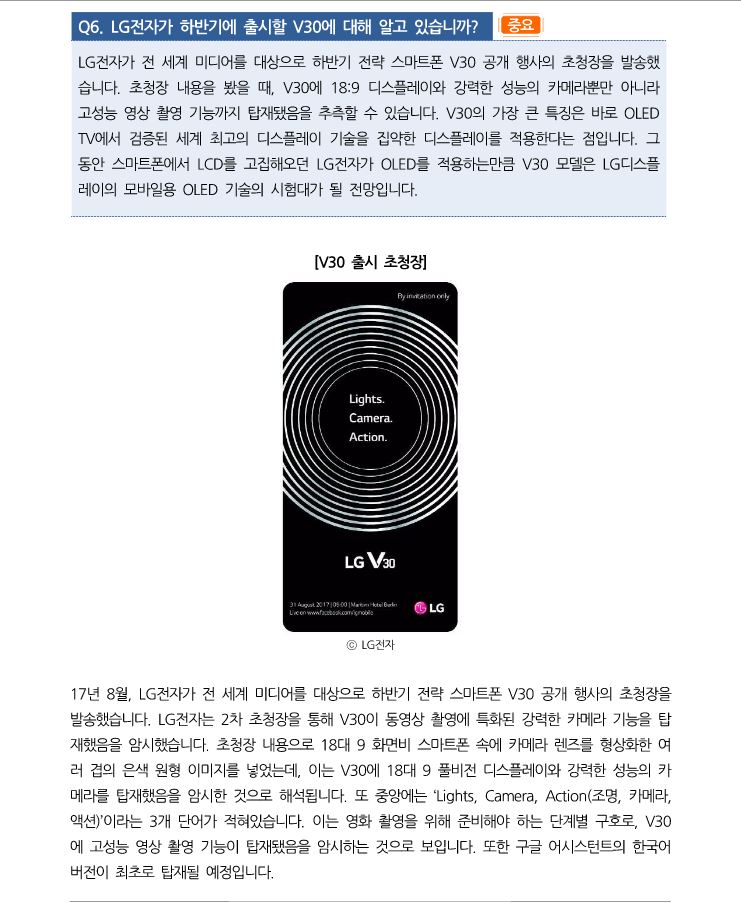 Q6. LG전자가 하반기에 출시할 V30에 대해 알고 있습니까? 중요
LG전자가 전 세계 미디어를 대상으로 하반기 전략 스마트폰 V30 공개 행사의 초청장을 발송했
습니다. 초청장 내용을 봤을 때, V30에 18:9 디스플레이와 강력한 성능의 카메라뿐만 아니라
고성능 영상 촬영 기능까지 탑재됐음을 추측할 수 있습니다. V30의 가장 큰 특징은 바로 OLED
TV에서 검증된 세계 최고의 디스플레이 기술을 집약한 디스플레이를 적용한다는 점입니다. 그
동안 스마트폰에서 LCD를 고집해오던 LG전자가 OLED를 적용하는만큼 V30 모델은 LG디스플
레이의 모바일용 OLED 기술의 시험대가 될 전망입니다.
[V30 출시 초청장]
By invitation only
Lights.
Camera.
Action.
LG V30
31 August 2017 | 09:00 | Maritim Hotel Berlin
Live on www.facebook.com/lgmobile
LG
ⓒ LG전자
17년 8월, LG전자가 전 세계 미디어를 대상으로 하반기 전략 스마트폰 V30 공개 행사의 초청장을
발송했습니다. LG전자는 2차 초청장을 통해 V30이 동영상 촬영에 특화된 강력한 카메라 기능을 탑
재했음을 암시했습니다. 초청장 내용으로 18대 9 화면비 스마트폰 속에 카메라 렌즈를 형상화한 여
러 겹의 은색 원형 이미지를 넣었는데, 이는 V30에 18대 9 풀비전 디스플레이와 강력한 성능의 카
메라를 탑재했음을 암시한 것으로 해석됩니다. 또 중앙에는 ‘Lights, Camera, Action(조명, 카메라,
액션)’이라는 3개 단어가 적혀있습니다. 이는 영화 촬영을 위해 준비해야 하는 단계별 구호로, V30
에 고성능 영상 촬영 기능이 탑재됐음을 암시하는 것으로 보입니다. 또한 구글 어시스턴트의 한국어
버전이 최초로 탑재될 예정입니다.